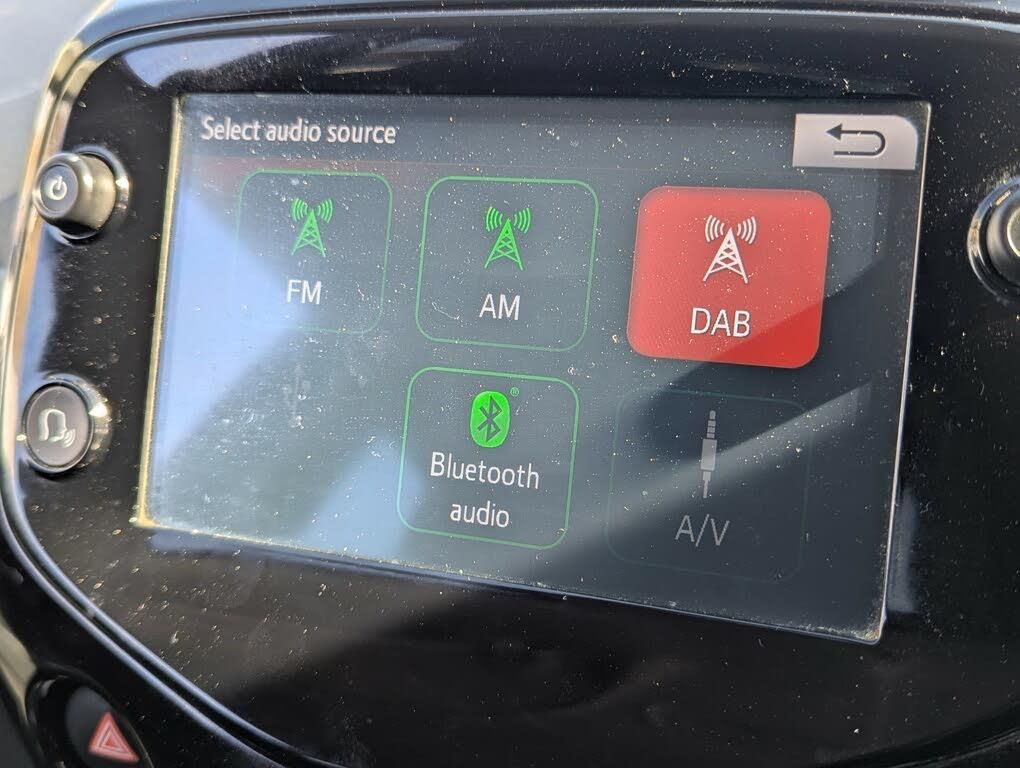 Select audio source
FM
AM
DAB
Bluetooth
audio
A/V